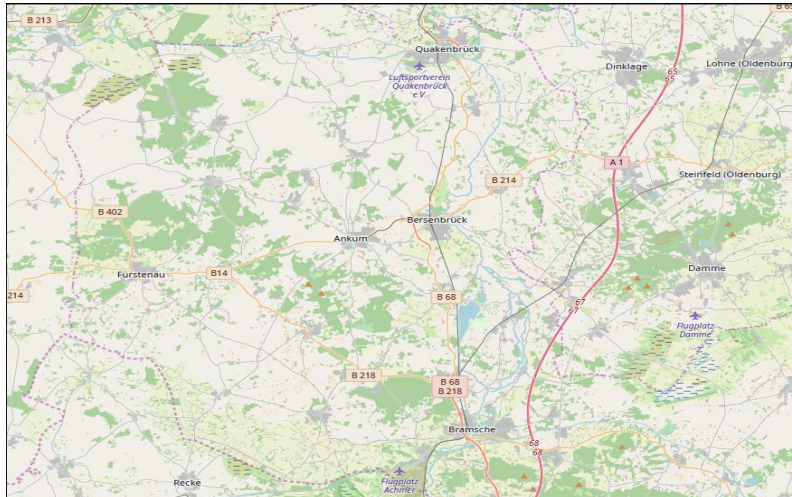 B 213
B 69
Quakenbrück
Dinklage
Lohne (Oldenburg)
Luftsportverein
Quakenbrück
e.V.
65
65
A 1
Steinfeld (Oldenburg)
B 214
B 402
Bersenbrück
Ankum
Fürstenau
B14
Damme
214
B 68
67
67
Flugplatz
Damme
B 218
B 68
B 218
Bramsche
68
68
Recke
Flugplatz
Achmer